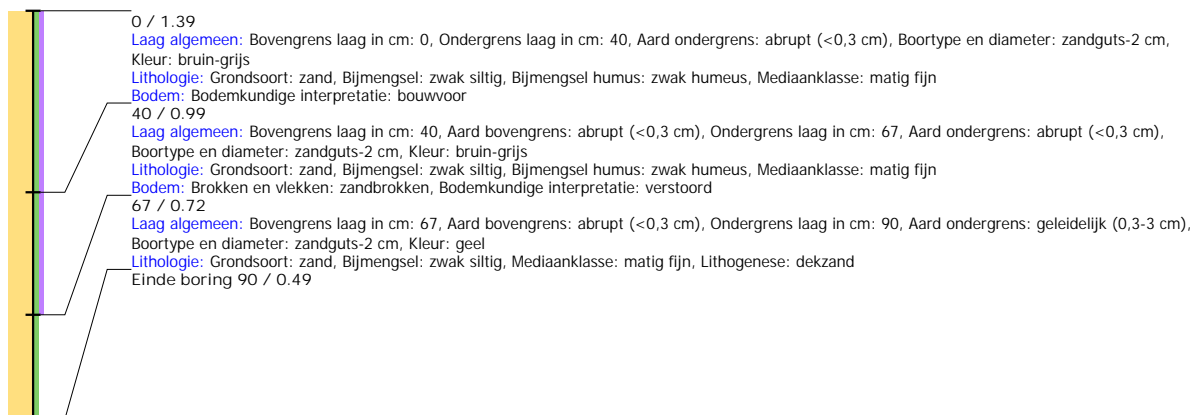 0 / 1.39
Laag algemeen: Bovengrens laag in cm: 0, Ondergrens laag in cm: 40, Aard ondergrens: abrupt (<0,3 cm), Boortype en diameter: zandguts-2 cm,
Kleur: bruin-grijs
Lithologie: Grondsoort: zand, Bijmengsel: zwak siltig, Bijmengsel humus: zwak humeus, Mediaanklasse: matig fijn
Bodem: Bodemkundige interpretatie: bouwvoor
40 / 0.99
Laag algemeen: Bovengrens laag in cm: 40, Aard bovengrens: abrupt (<0,3 cm), Ondergrens laag in cm: 67, Aard ondergrens: abrupt (<0,3 cm),
Boortype en diameter: zandguts-2 cm, Kleur: bruin-grijs
Lithologie: Grondsoort: zand, Bijmengsel: zwak siltig, Bijmengsel humus: zwak humeus, Mediaanklasse: matig fijn
Bodem: Brokken en vlekken: zandbrokken, Bodemkundige interpretatie: verstoord
67 / 0.72
Laag algemeen: Bovengrens laag in cm: 67, Aard bovengrens: abrupt (<0,3 cm), Ondergrens laag in cm: 90, Aard ondergrens: geleidelijk (0,3-3 cm),
Boortype en diameter: zandguts-2 cm, Kleur: geel
Lithologie: Grondsoort: zand, Bijmengsel: zwak siltig, Mediaanklasse: matig fijn, Lithogenese: dekzand
Einde boring 90 / 0.49